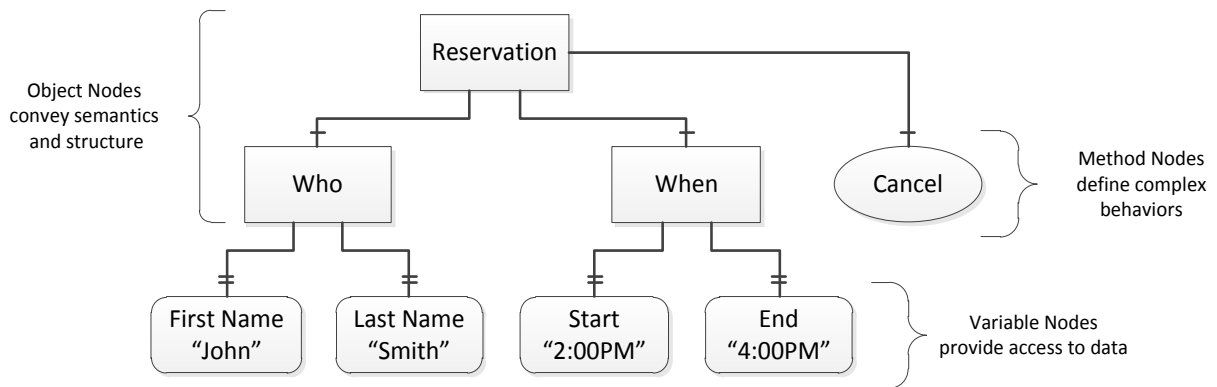 Reservation
Object Nodes
convey semantics
and structure
Who
When
Cancel
Method Nodes
define complex
behaviors
First Name
“John”
Last Name
“Smith”
Start
“2:00PM”
End
“4:00PM”
Variable Nodes
provide access to data